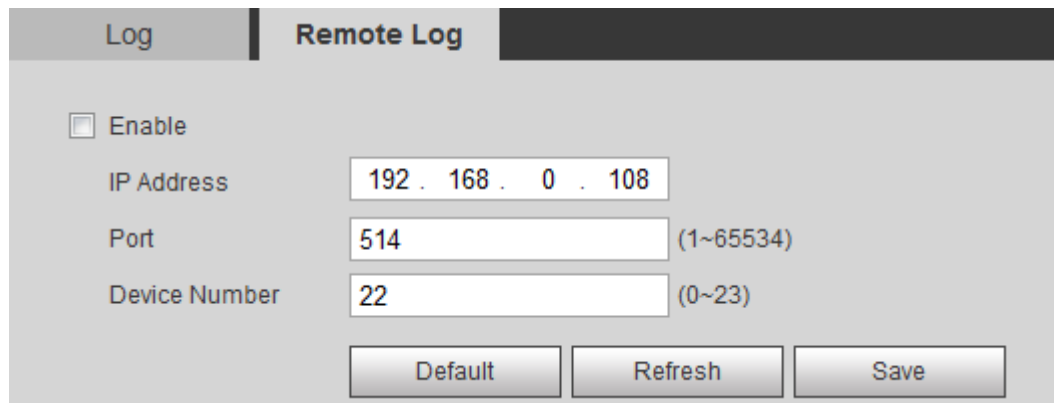 Log Remote Log
Enable
IP Address 192 . 168 . 0 . 108
Port 514 (1~65534)
Device Number 22 (0~23)
Default Refresh Save